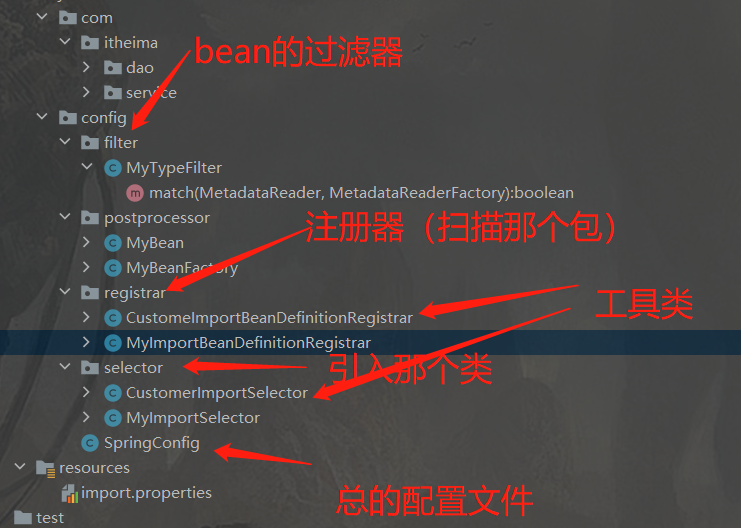 com
itheima
bean的过滤器
dao
service
config
filter
MyTypeFilter
match(MetadataReader, MetadataReaderFactory):boolean
postprocessor
注册器（扫描那个包）
MyBean
MyBeanFactory
registrar
工具类
CustomeImportBeanDefinitionRegistrar
MyImportBeanDefinitionRegistrar
selector
引入那个类
CustomerImportSelector
MyImportSelector
SpringConfig
resources
import.properties
总的配置文件
test